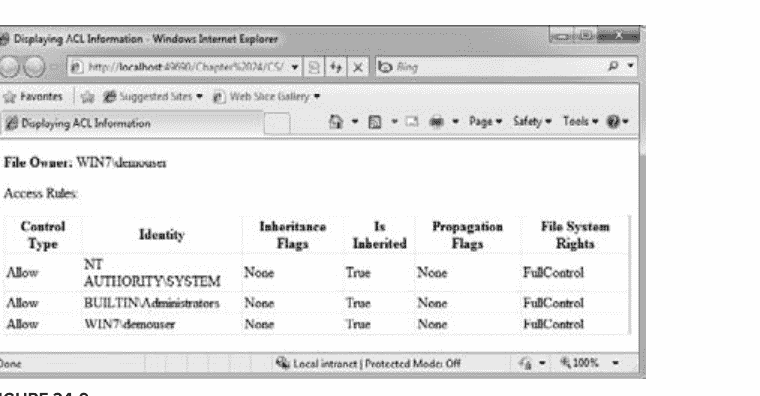 Displaying ACL Information - Windows Internet Explorer
http://localhost:49690/Chapter%2024/CS/
Bing
Favorites Suggested Sites Web Slice Gallery
Displaying ACL Information
Page Safety Tools
File Owner: WIN7\demouser
Access Rules:
Control Type Identity Inheritance Flags Is Inherited Propagation Flags File System Rights
Allow NT AUTHORITY\SYSTEM None True None FullControl
Allow BUILTIN\Administrators None True None FullControl
Allow WIN7\demouser None True None FullControl
Done Local intranet | Protected Mode: Off 100%